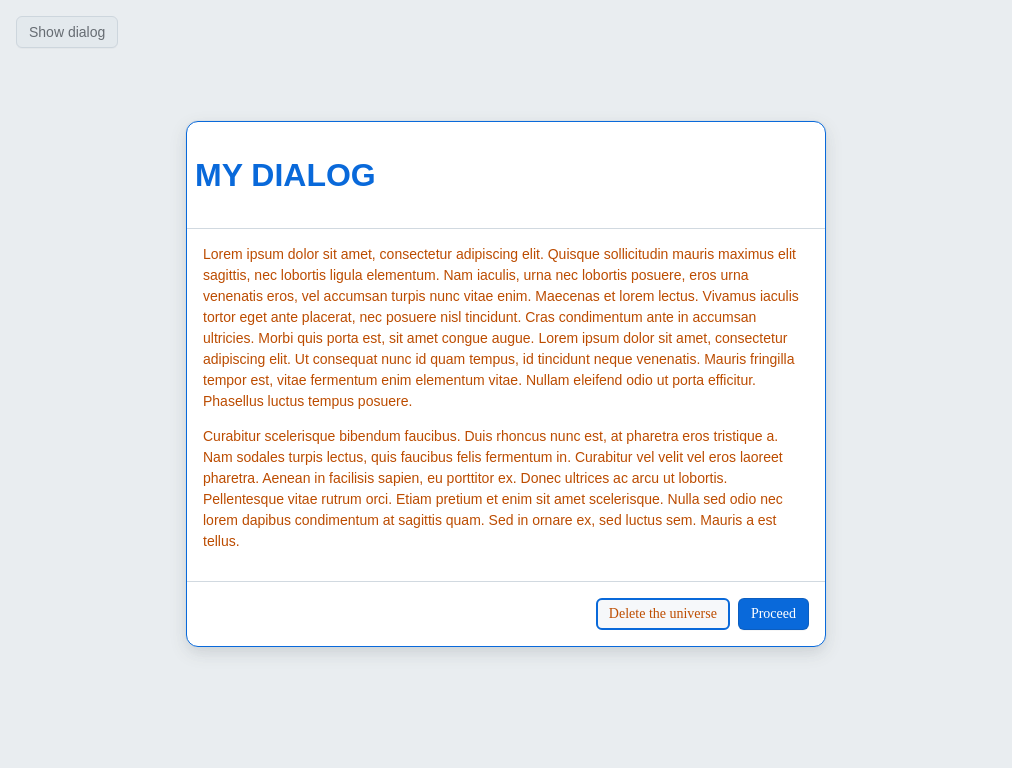 Show dialog
MY DIALOG
Lorem ipsum dolor sit amet, consectetur adipiscing elit. Quisque sollicitudin mauris maximus elit
sagittis, nec lobortis ligula elementum. Nam iaculis, urna nec lobortis posuere, eros urna
venenatis eros, vel accumsan turpis nunc vitae enim. Maecenas et lorem lectus. Vivamus iaculis
tortor eget ante placerat, nec posuere nisl tincidunt. Cras condimentum ante in accumsan
ultricies. Morbi quis porta est, sit amet congue augue. Lorem ipsum dolor sit amet, consectetur
adipiscing elit. Ut consequat nunc id quam tempus, id tincidunt neque venenatis. Mauris fringilla
tempor est, vitae fermentum enim elementum vitae. Nullam eleifend odio ut porta efficitur.
Phasellus luctus tempus posuere.
Curabitur scelerisque bibendum faucibus. Duis rhoncus nunc est, at pharetra eros tristique a.
Nam sodales turpis lectus, quis faucibus felis fermentum in. Curabitur vel velit vel eros laoreet
pharetra. Aenean in facilisis sapien, eu porttitor ex. Donec ultrices ac arcu ut lobortis.
Pellentesque vitae rutrum orci. Etiam pretium et enim sit amet scelerisque. Nulla sed odio nec
lorem dapibus condimentum at sagittis quam. Sed in ornare ex, sed luctus sem. Mauris a est
tellus.
Delete the universe
Proceed